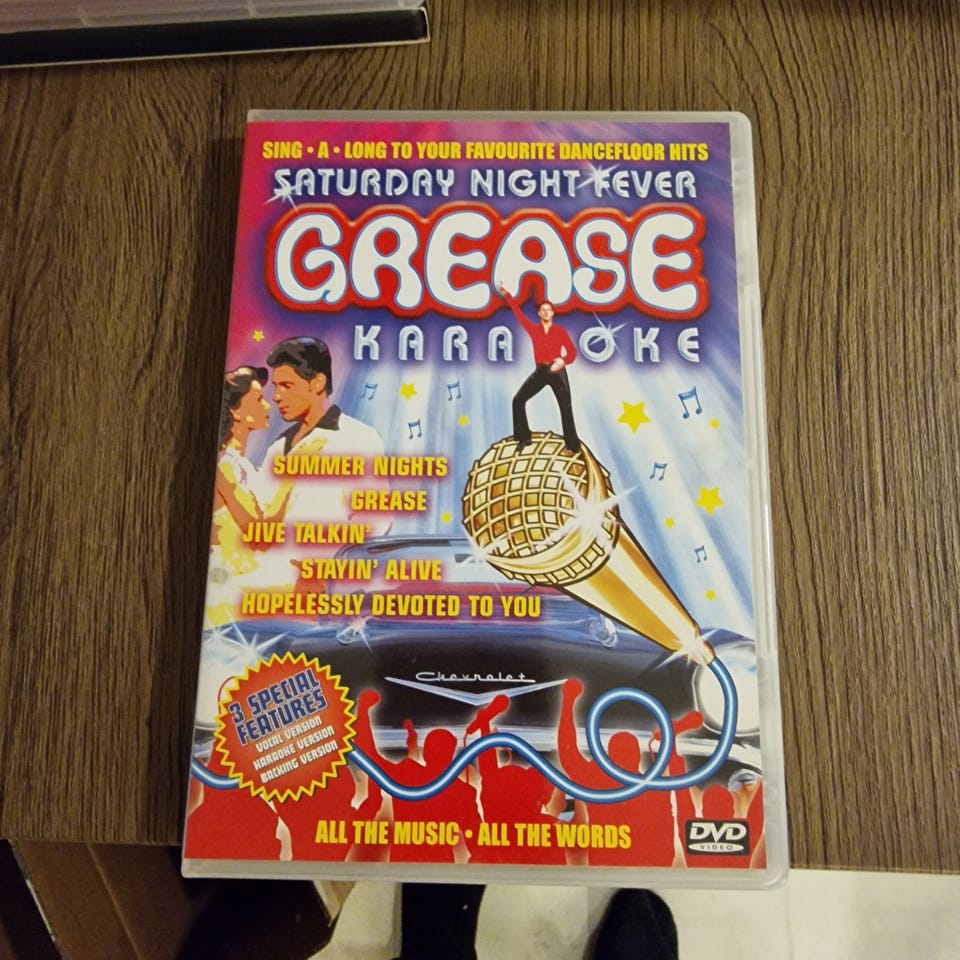 SING • A • LONG TO YOUR FAVOURITE DANCEFLOOR HITS
SATURDAY NIGHT FEVER
GREASE
KARAOKE
SUMMER NIGHTS
GREASE
JIVE TALKIN'
STAYIN' ALIVE
HOPELESSLY DEVOTED TO YOU
Chevrolet
3 SPECIAL
FEATURES
VOCAL VERSION
KARAOKE VERSION
BACKING VERSION
ALL THE MUSIC • ALL THE WORDS
DVD
VIDEO